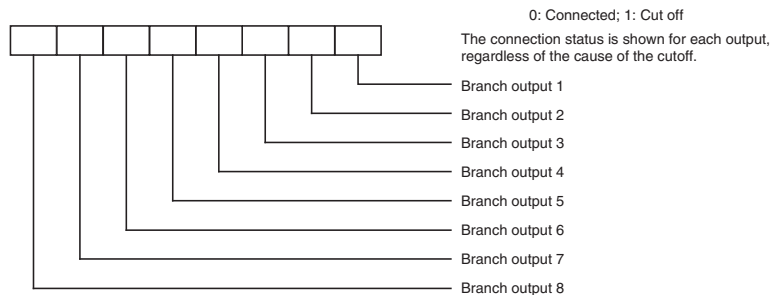 0: Connected; 1: Cut off
The connection status is shown for each output,
regardless of the cause of the cutoff.
Branch output 1
Branch output 2
Branch output 3
Branch output 4
Branch output 5
Branch output 6
Branch output 7
Branch output 8